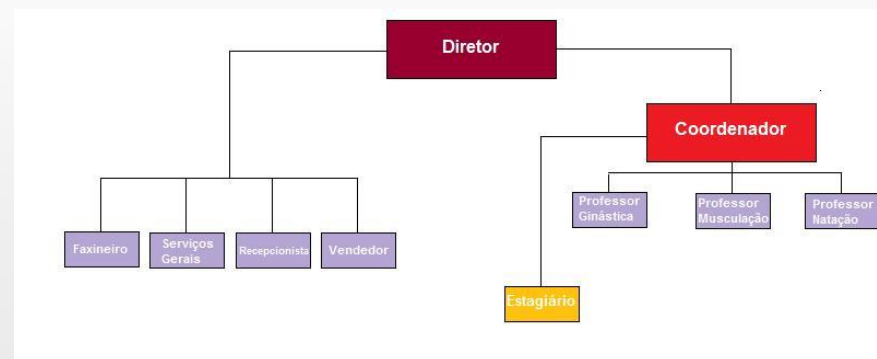 Diretor
Coordenador
Professor
Ginástica
Professor
Musculação
Professor
Natação
Faxineiro
Serviços
Gerais
Recepcionista
Vendedor
Estagiário